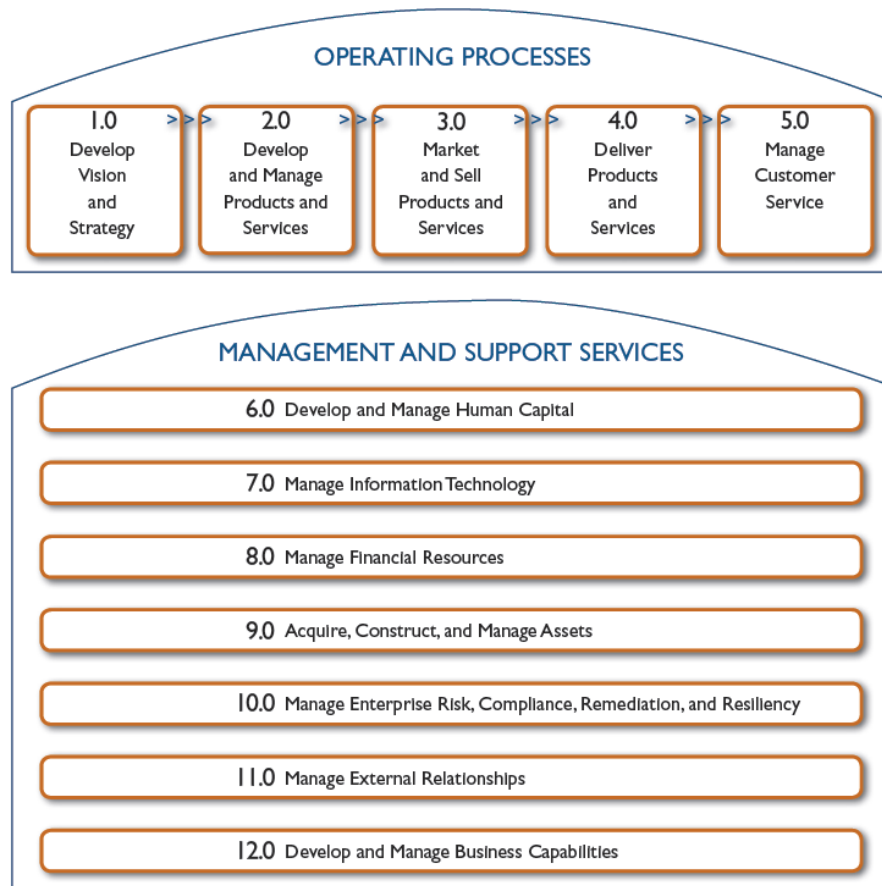 OPERATING PROCESSES
1.0 >>> 2.0 >>> 3.0 >>> 4.0 >>> 5.0
Develop
Vision
and
Strategy
Develop
and Manage
Products and
Services
Market
and Sell
Products and
Services
Deliver
Products
and
Services
Manage
Customer
Service
MANAGEMENT AND SUPPORT SERVICES
6.0 Develop and Manage Human Capital
7.0 Manage Information Technology
8.0 Manage Financial Resources
9.0 Acquire, Construct, and Manage Assets
10.0 Manage Enterprise Risk, Compliance, Remediation, and Resiliency
11.0 Manage External Relationships
12.0 Develop and Manage Business Capabilities